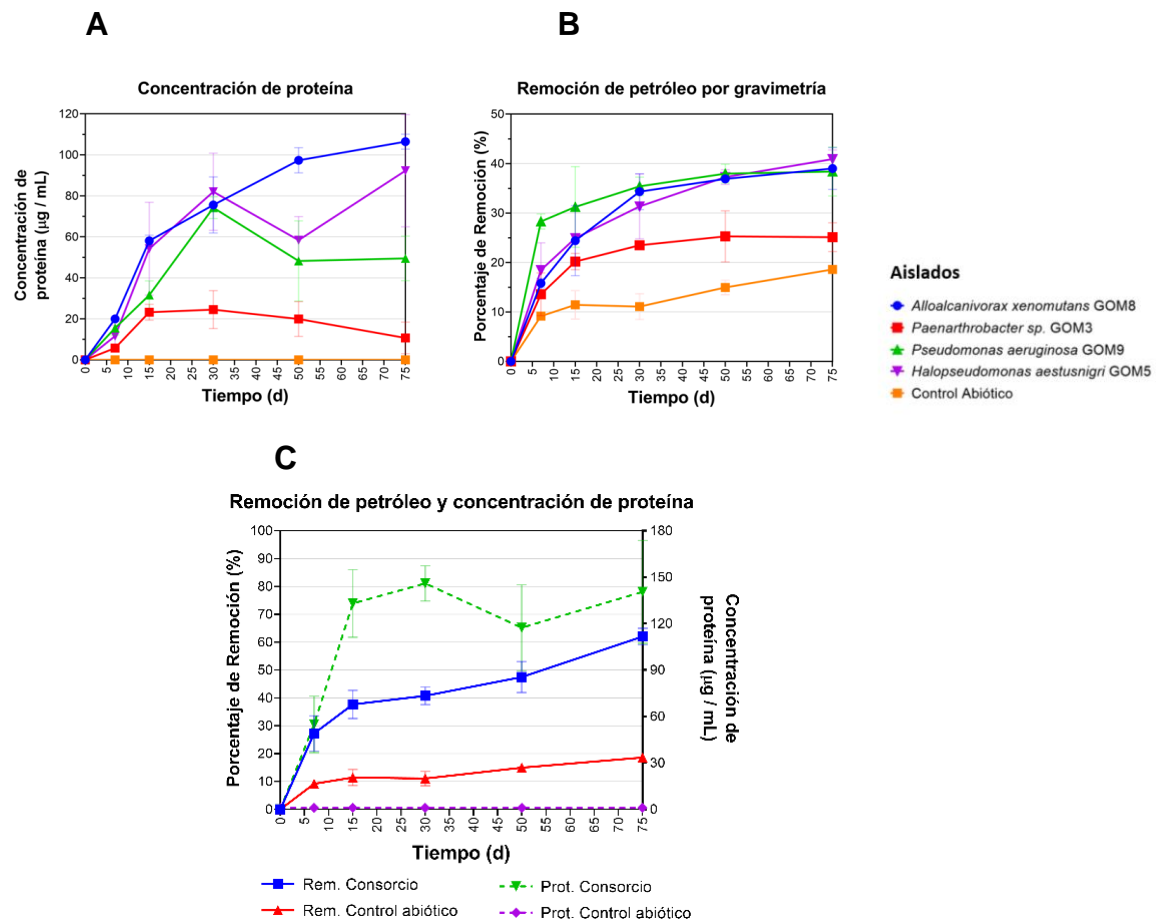 A
B
Concentración de proteína
Remoción de petróleo por gravimetría
Concentración de
proteína (µg / mL)
120
100
80
60
40
20
0
0 5 10 15 20 25 30 35 40 45 50 55 60 65 70 75
Tiempo (d)
Porcentaje de Remoción (%)
50
40
30
20
10
0
0 5 10 15 20 25 30 35 40 45 50 55 60 65 70 75
Tiempo (d)
Aislados
Alloalcanivorax xenomutans GOM8
Paenarthrobacter sp. GOM3
Pseudomonas aeruginosa GOM9
Halopseudomonas aestusnigri GOM5
Control Abiótico
C
Remoción de petróleo y concentración de proteína
Porcentaje de Remoción (%)
100
90
80
70
60
50
40
30
20
10
0
0 5 10 15 20 25 30 35 40 45 50 55 60 65 70 75
Tiempo (d)
180
150
120
90
60
30
0
Concentración de
proteína (µg / mL)
Rem. Consorcio
Prot. Consorcio
Rem. Control abiótico
Prot. Control abiótico